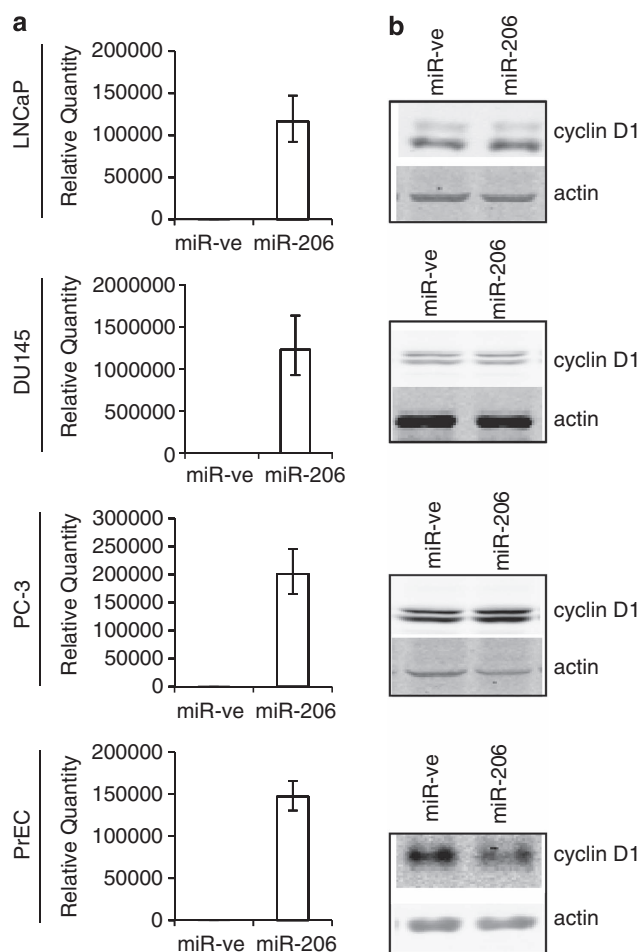 a
LNCaP
Relative Quantity
200000
150000
100000
50000
0
miR-ve miR-206
DU145
Relative Quantity
2000000
1500000
1000000
500000
0
miR-ve miR-206
PC-3
Relative Quantity
300000
250000
200000
150000
100000
50000
0
miR-ve miR-206
PrEC
Relative Quantity
200000
150000
100000
50000
0
miR-ve miR-206
b
miR-ve
miR-206
cyclin D1
actin
miR-ve
miR-206
cyclin D1
actin
miR-ve
miR-206
cyclin D1
actin
miR-ve
miR-206
cyclin D1
actin